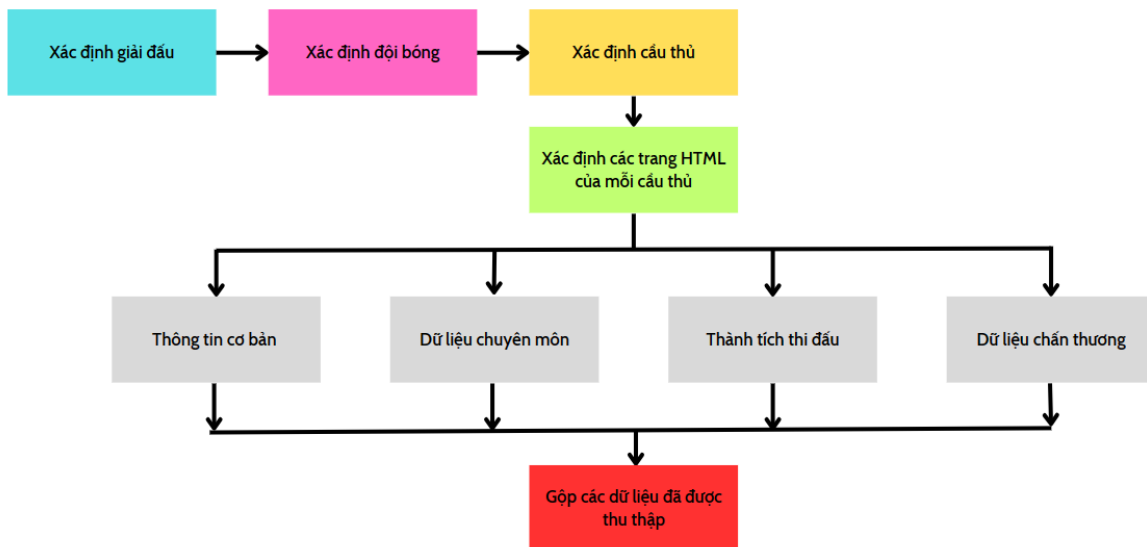 Xác định giải đấu
Xác định đội bóng
Xác định cầu thủ
Xác định các trang HTML
của mỗi cầu thủ
Thông tin cơ bản
Dữ liệu chuyên môn
Thành tích thi đấu
Dữ liệu chấn thương
Gộp các dữ liệu đã được
thu thập